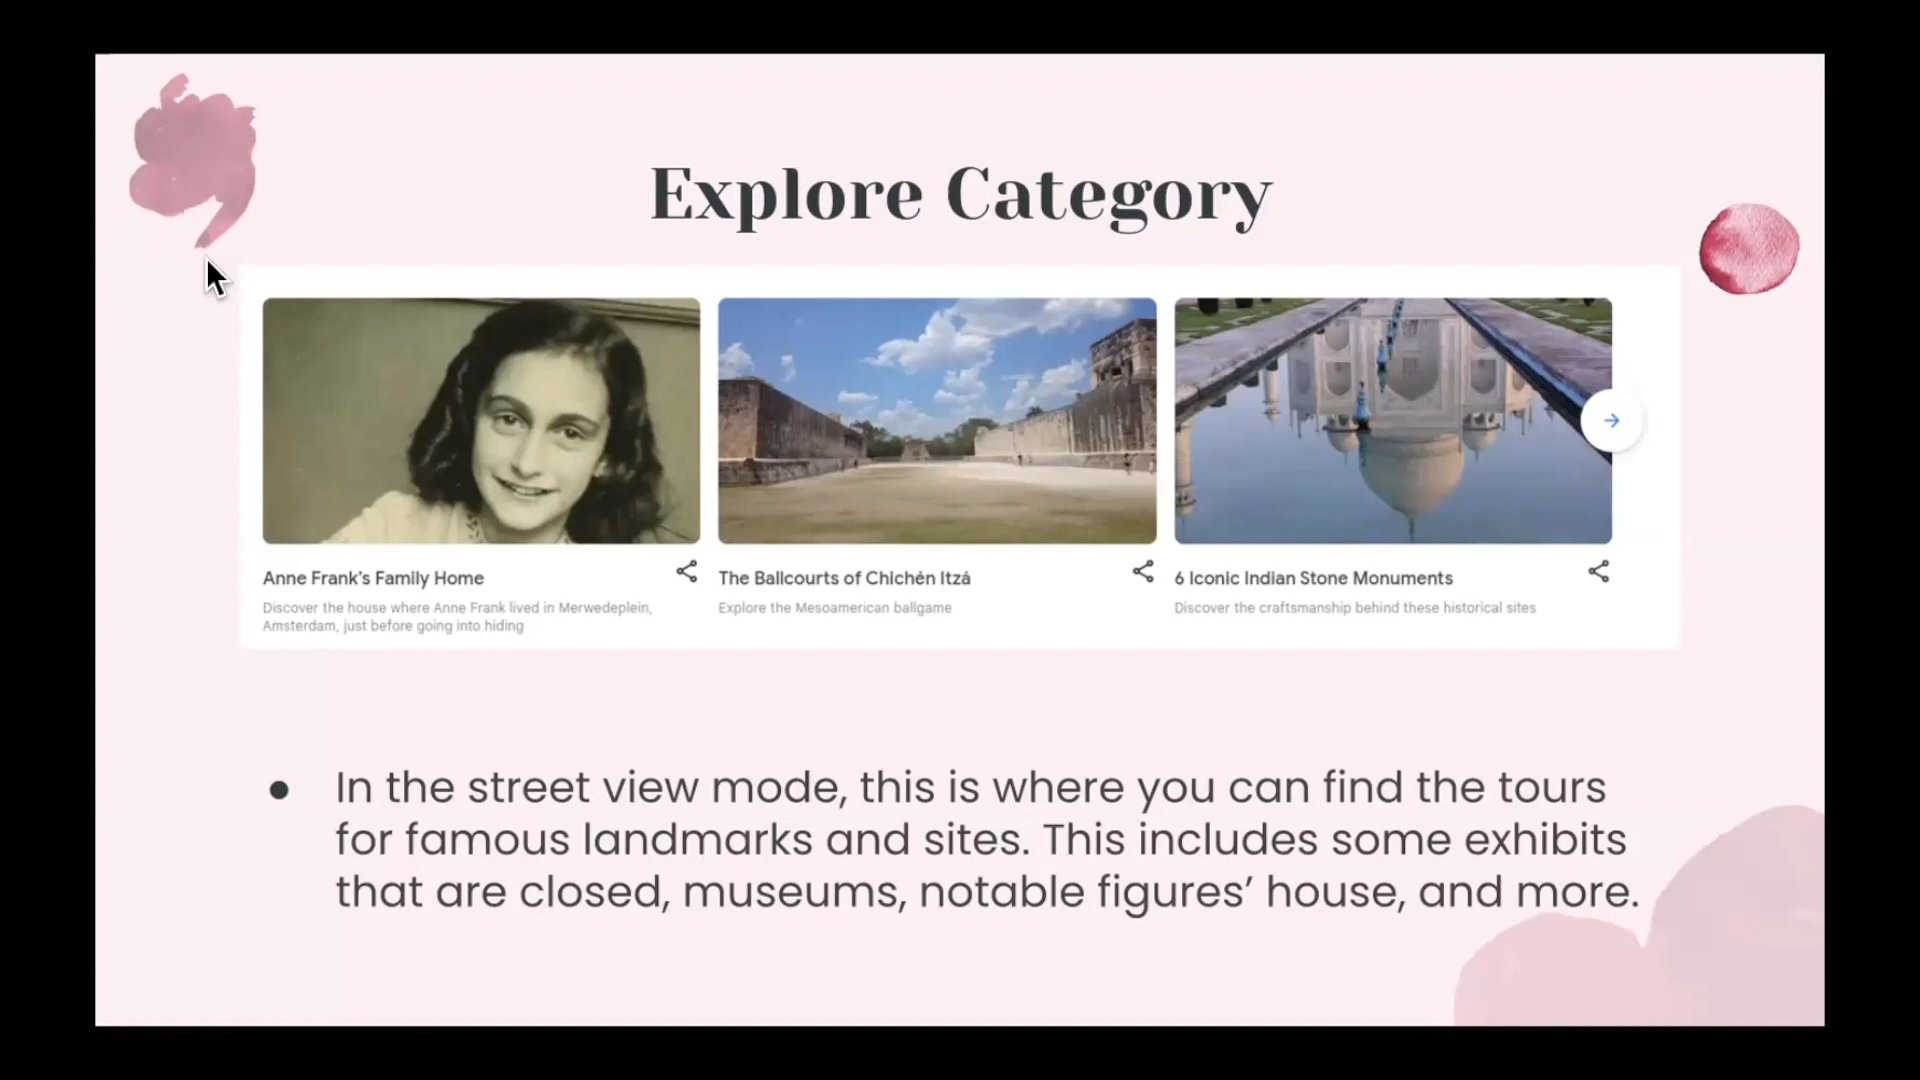 Explore Category
Anne Frank's Family Home
Discover the house where Anne Frank lived in Merwedeplein,
Amsterdam, just before going into hiding
The Ballcourts of Chichén Itzá
Explore the Mesoamerican ballgame
6 Iconic Indian Stone Monuments
Discover the craftsmanship behind these historical sites
● In the street view mode, this is where you can find the tours
for famous landmarks and sites. This includes some exhibits
that are closed, museums, notable figures’ house, and more.